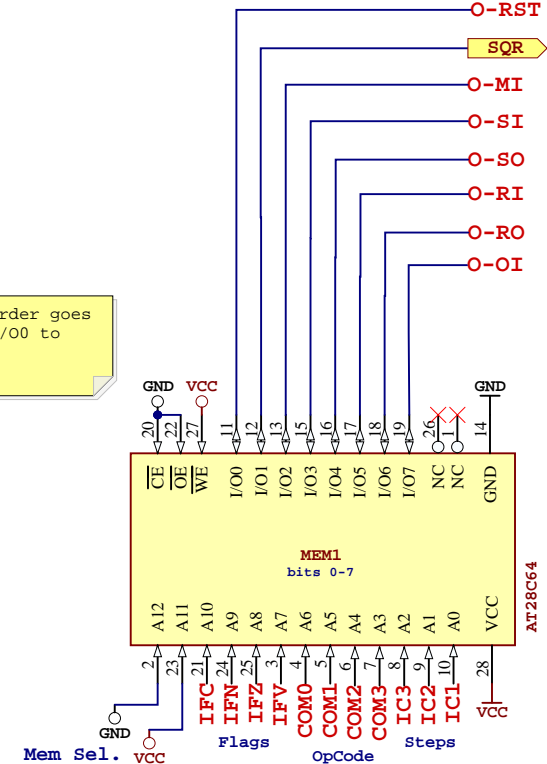 O-RST
SQR
O-MI
O-SI
O-SO
O-RI
O-RO
O-OI
rder goes
/O0 to
GND
VCC
GND
20
22
27
11
12
13
15
16
17
18
19
26
1
14
CE
OE
WE
I/O0
I/O1
I/O2
I/O3
I/O4
I/O5
I/O6
I/O7
NC
NC
GND
MEM1
bits 0-7
AT28C64
A12
A11
A10
A9
A8
A7
A6
A5
A4
A3
A2
A1
A0
VCC
2
23
21
24
25
3
4
5
6
7
8
9
10
28
IFC
IFN
IFZ
IFV
COM0
COM1
COM2
COM3
IC3
IC2
IC1
VCC
GND
Mem Sel.
VCC
Flags
OpCode
Steps